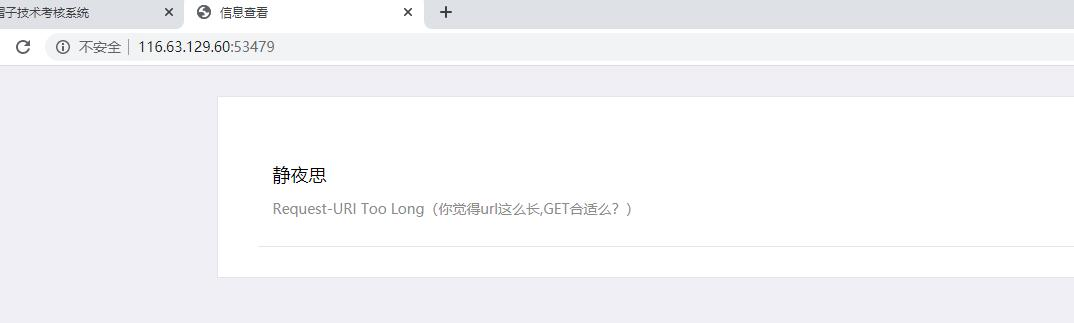 帽子技术考核系统
信息查看
不安全 116.63.129.60:53479
静夜思
Request-URI Too Long（你觉得url这么长,GET合适么？）